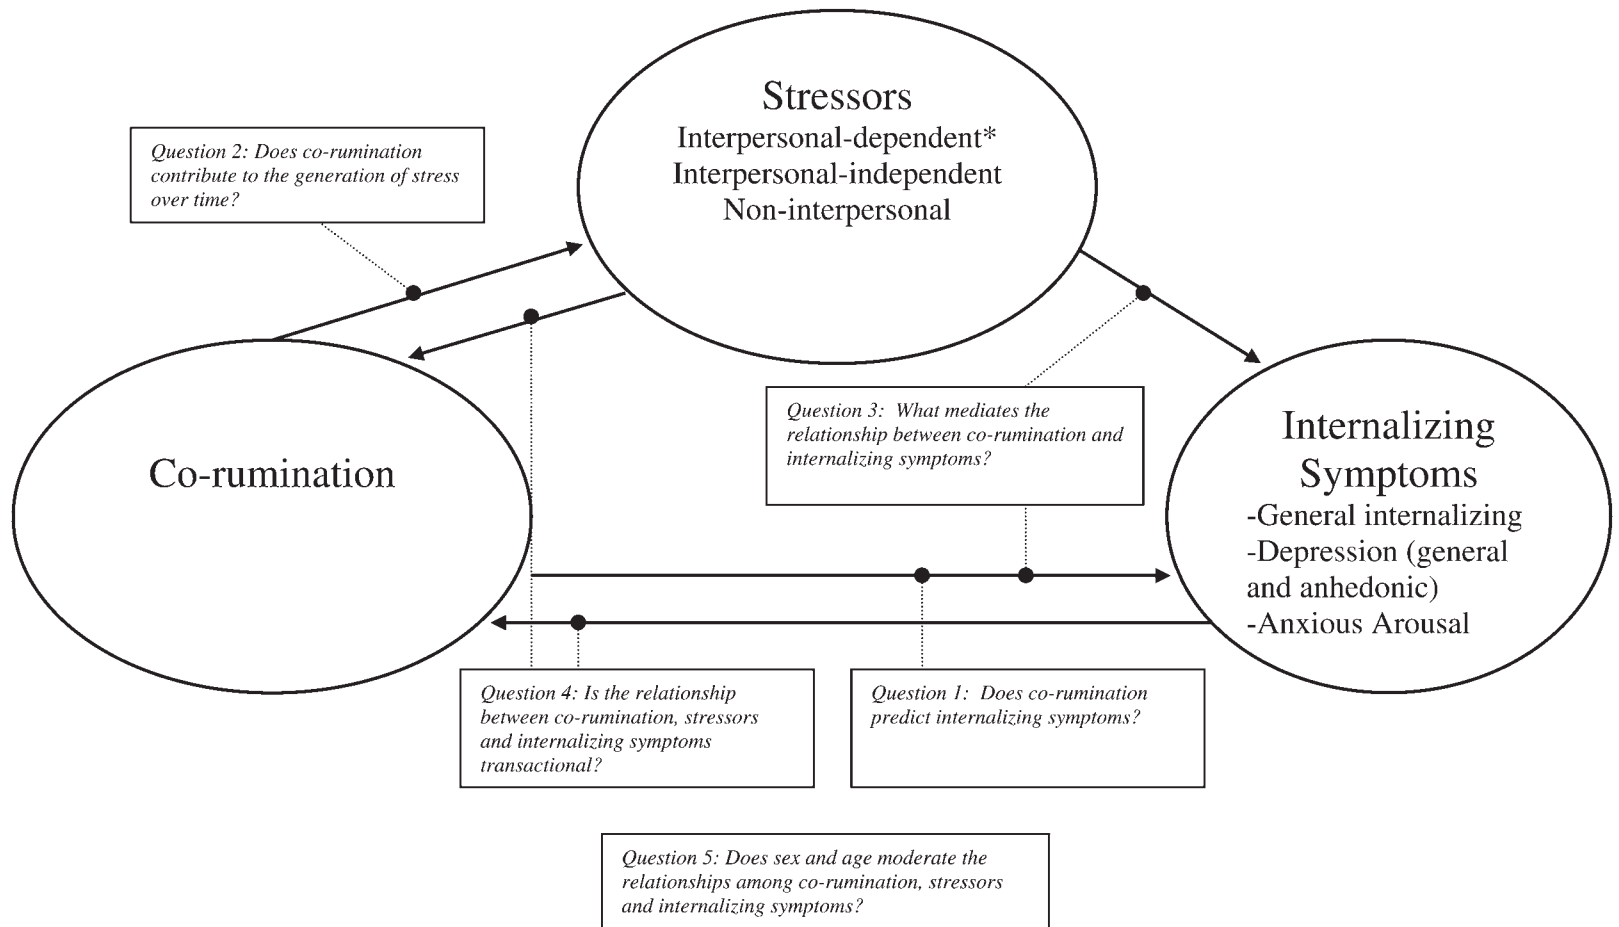 Stressors
Interpersonal-dependent*
Interpersonal-independent
Non-interpersonal
Question 2: Does co-rumination
contribute to the generation of stress
over time?
Question 3:  What mediates the
relationship between co-rumination and
internalizing symptoms?
Co-rumination
Internalizing
Symptoms
-General internalizing
-Depression (general
and anhedonic)
-Anxious Arousal
Question 4: Is the relationship
between co-rumination, stressors
and internalizing symptoms
transactional?
Question 1:  Does co-rumination
predict internalizing symptoms?
Question 5: Does sex and age moderate the
relationships among co-rumination, stressors
and internalizing symptoms?